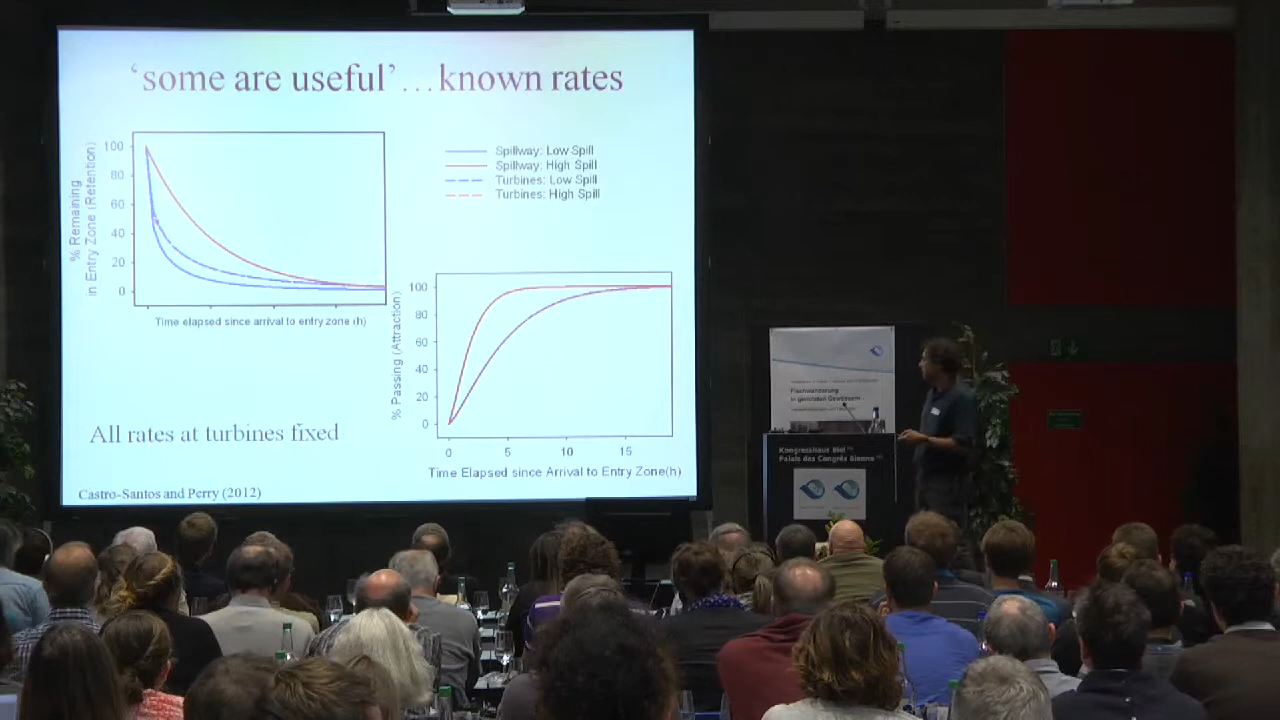 ‘some are useful’…known rates
100
80
60
40
20
0
% Remaining
in Entry Zone (Retention)
Time elapsed since arrival to entry zone (h)
Spillway: Low Spill
Spillway: High Spill
Turbines: Low Spill
Turbines: High Spill
100
80
60
40
20
0
% Passing (Attraction)
0 5 10 15
Time Elapsed since Arrival to Entry Zone(h)
All rates at turbines fixed
Castro-Santos and Perry (2012)
Fischwanderung
in genutzten Gewässern
Kongresshaus Biel
Palais des Congrès Bienne